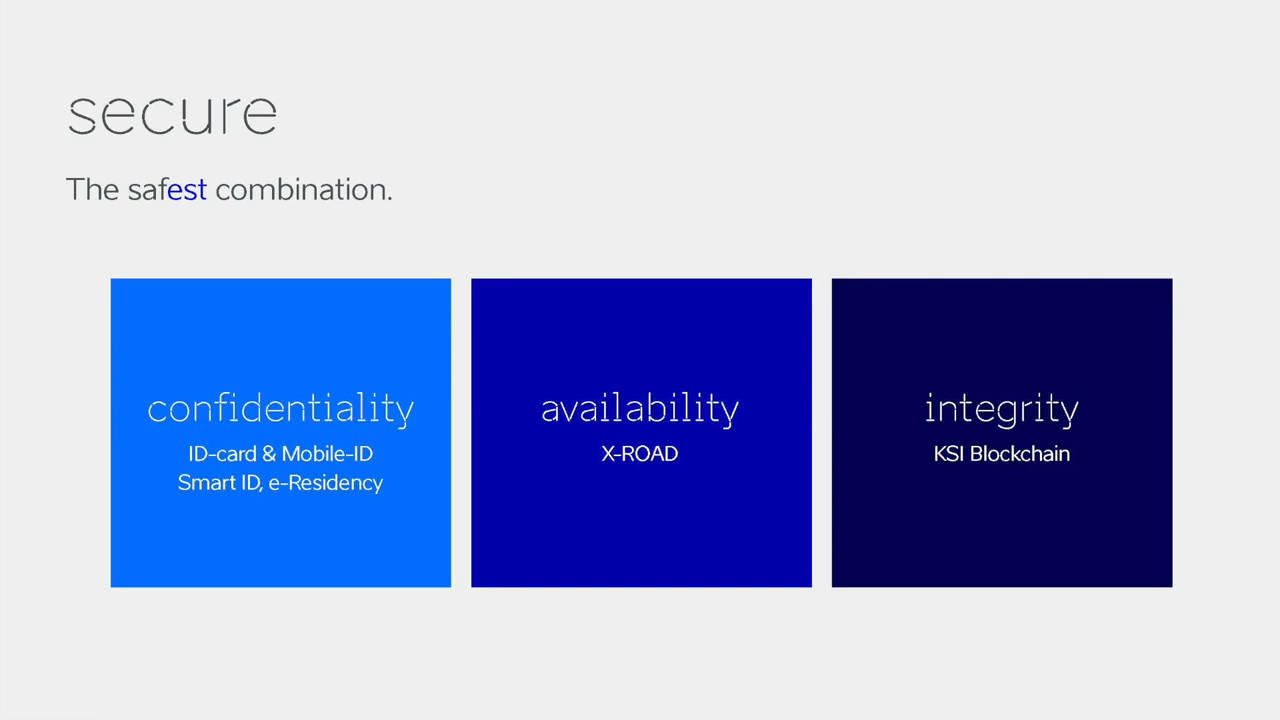 secure
The safest combination.
confidentiality
ID-card & Mobile-ID
Smart ID, e-Residency
availability
X-ROAD
integrity
KSI Blockchain